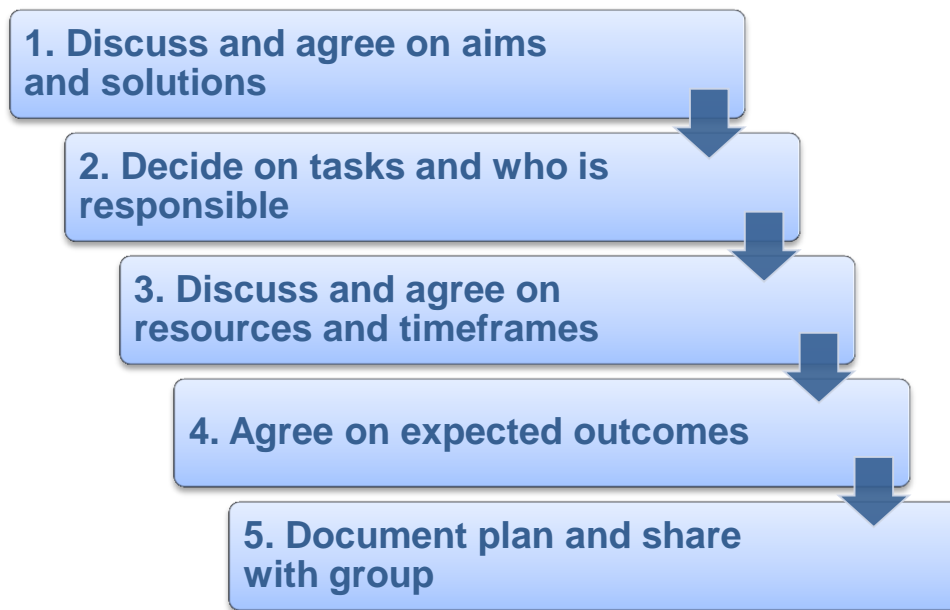 1. Discuss and agree on aims
and solutions
2. Decide on tasks and who is
responsible
3. Discuss and agree on
resources and timeframes
4. Agree on expected outcomes
5. Document plan and share
with group